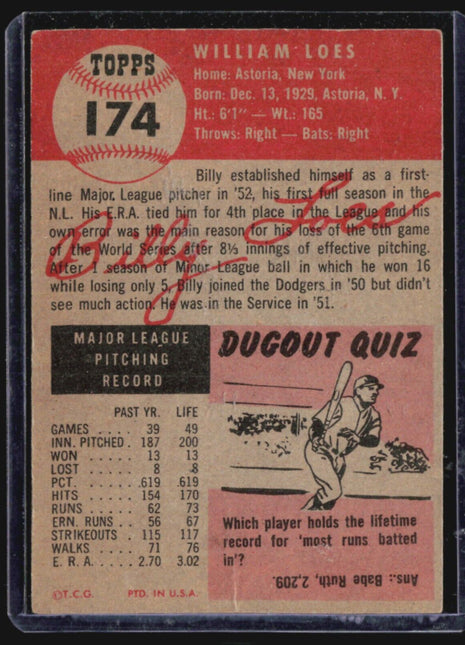 TOPPS
174
WILLIAM LOES
Home: Astoria, New York
Born: Dec. 13, 1929, Astoria, N. Y.
Ht.: 6'1" — Wt.: 165
Throws: Right — Bats: Right
Billy established himself as a first-
line Major League pitcher in '52, his first full season in the
N.L. His E.R.A. tied him for 4th place in the League and his
own error was the main reason for his loss of the 6th game
of the World Series after 8⅓ innings of effective pitching.
After 1 season of Minor League ball in which he won 16
while losing only 5, Billy joined the Dodgers in '50 but didn't
see much action. He was in the Service in '51.
Billy Loes
MAJOR LEAGUE
PITCHING
RECORD
PAST YR. LIFE
GAMES . . . . . 39 49
INN. PITCHED . 187 200
WON . . . . . 13 13
LOST . . . . . 8 8
PCT. . . . . . .619 .619
HITS . . . . . 154 170
RUNS . . . . . 62 73
ERN. RUNS . . 56 67
STRIKEOUTS . . 115 117
WALKS . . . . 71 76
E. R. A. . . . . 2.70 3.02
©T.C.G. PTD. IN U.S.A.
DUGOUT QUIZ
Which player holds the lifetime
record for 'most runs batted
in'?
Ans.: Babe Ruth, 2,209.